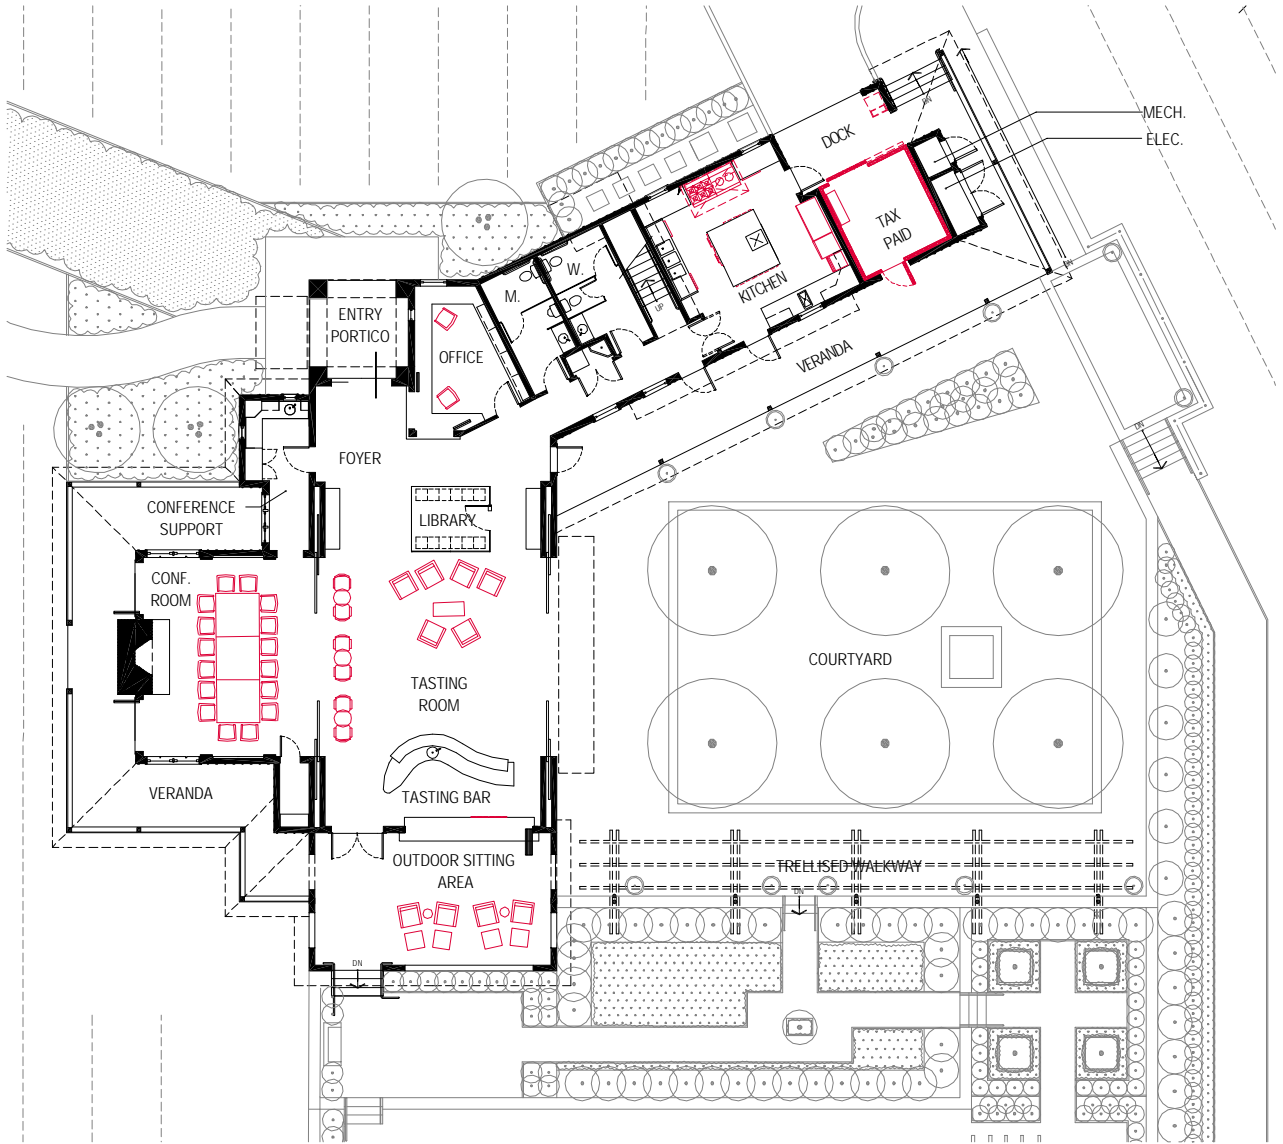 MECH.
ELEC.
DOCK
DN
TAX
PAID
DN
W.
M.
KITCHEN
UP
ENTRY
PORTICO
OFFICE
VERANDA
DN
FOYER
CONFERENCE
SUPPORT
LIBRARY
CONF.
ROOM
COURTYARD
TASTING
ROOM
VERANDA
TASTING BAR
OUTDOOR SITTING
AREA
TRELLISED WALKWAY
DN
DN